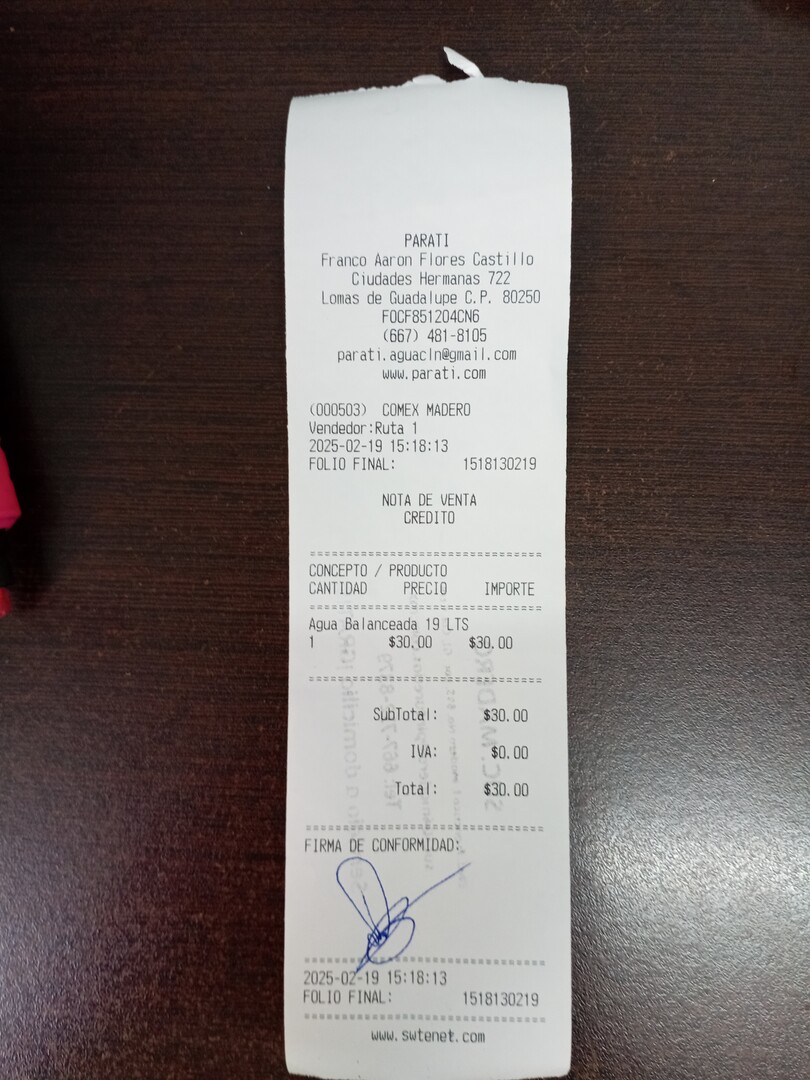 PARATI
Franco Aaron Flores Castillo
Ciudades Hermanas 722
Lomas de Guadalupe C.P. 80250
FOCF851204CN6
(667) 481-8105
parati.aguacln@gmail.com
www.parati.com
(000503) COMEX MADERO
Vendedor:Ruta 1
2025-02-19 15:18:13
FOLIO FINAL: 1518130219
NOTA DE VENTA
CREDITO
CONCEPTO / PRODUCTO
CANTIDAD PRECIO IMPORTE
Agua Balanceada 19 LTS
1 $30.00 $30.00
SubTotal: $30.00
IVA: $0.00
Total: $30.00
FIRMA DE CONFORMIDAD:
2025-02-19 15:18:13
FOLIO FINAL: 1518130219
www.swtenet.com